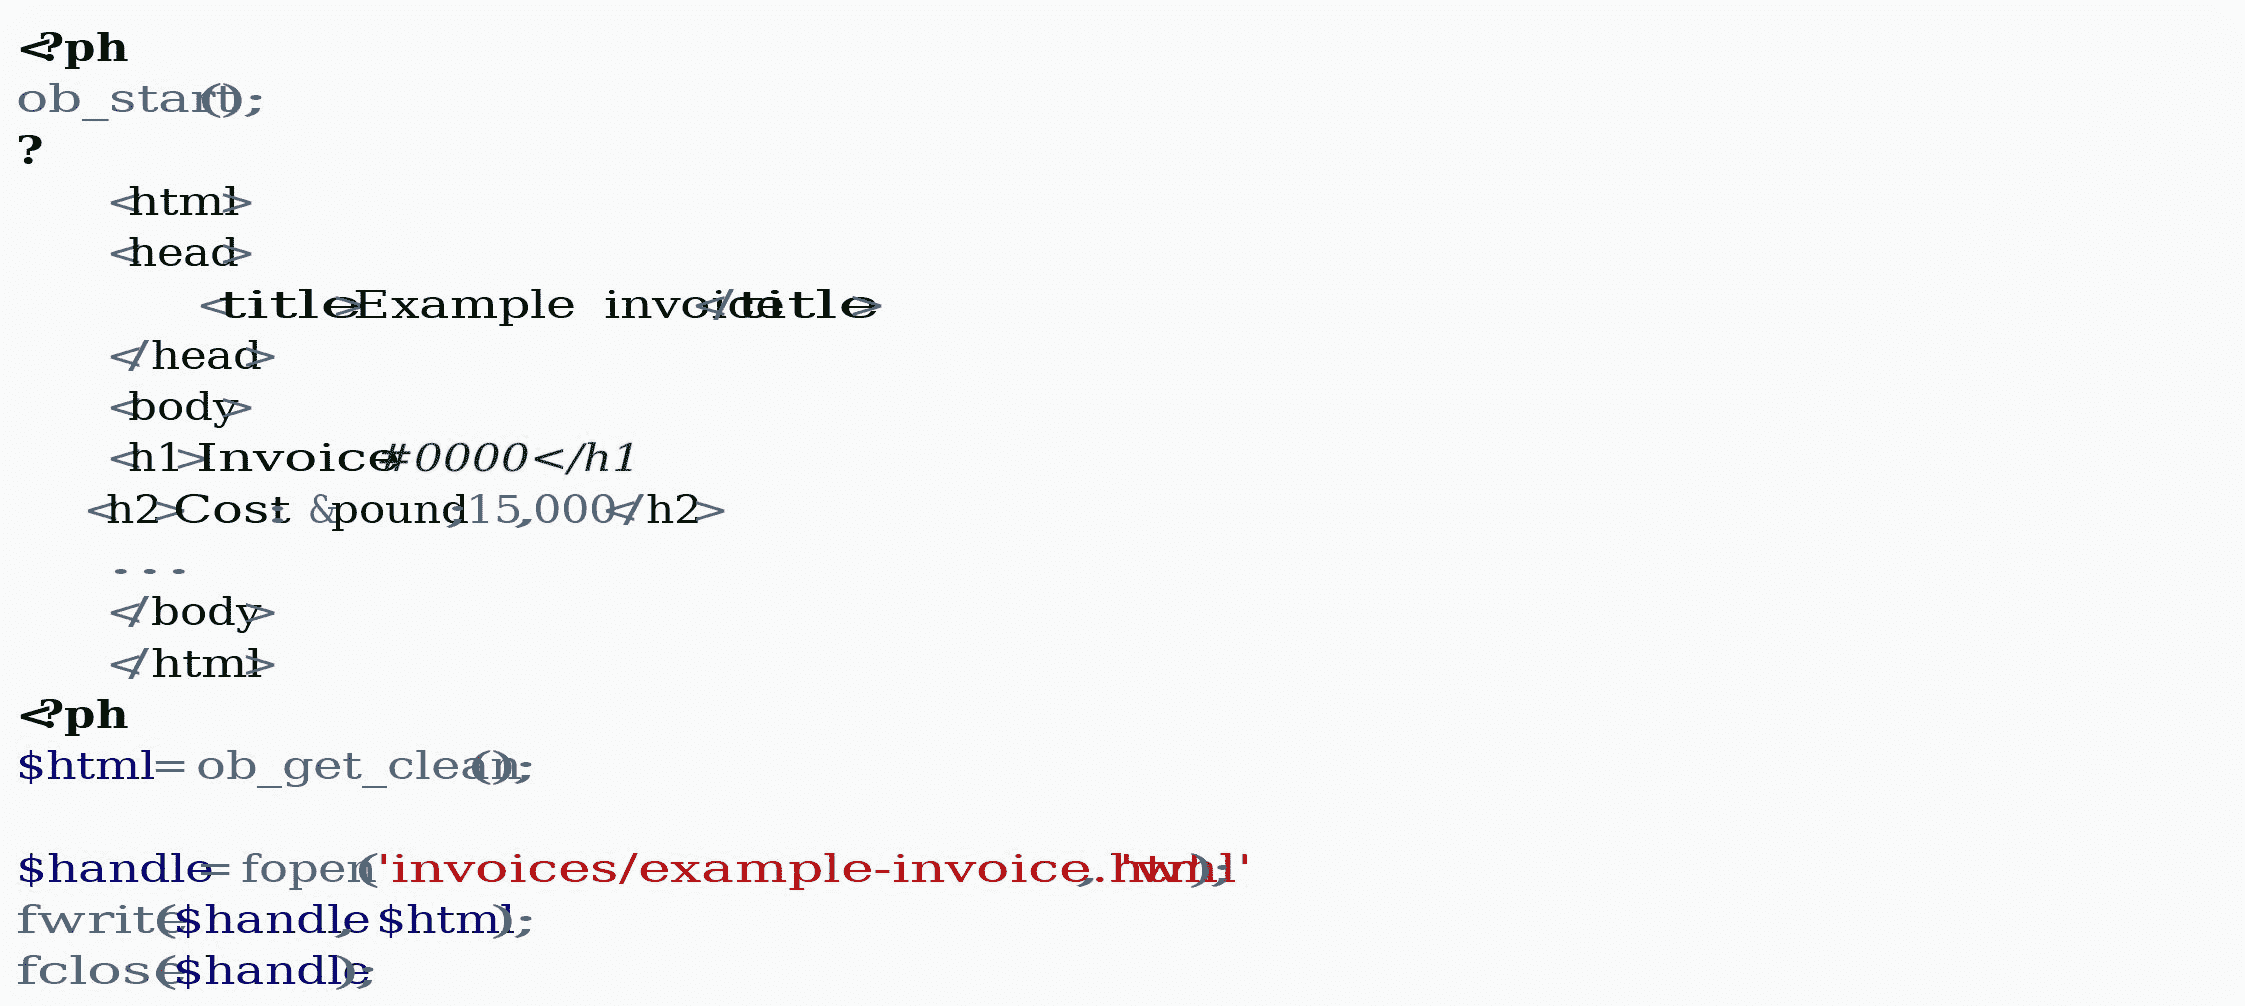 <?ph
ob_start();
?
<html>
<head>
<title>Example invoice</title>
</head>
<body>
<h1>Invoice #0000</h1
<h2>Cost: &pound;15,000</h2>
...
</body>
</html>
<?ph
$html = ob_get_clean();
$handle = fopen('invoices/example-invoice.html', 'w');
fwrite($handle, $html);
fclose($handle);